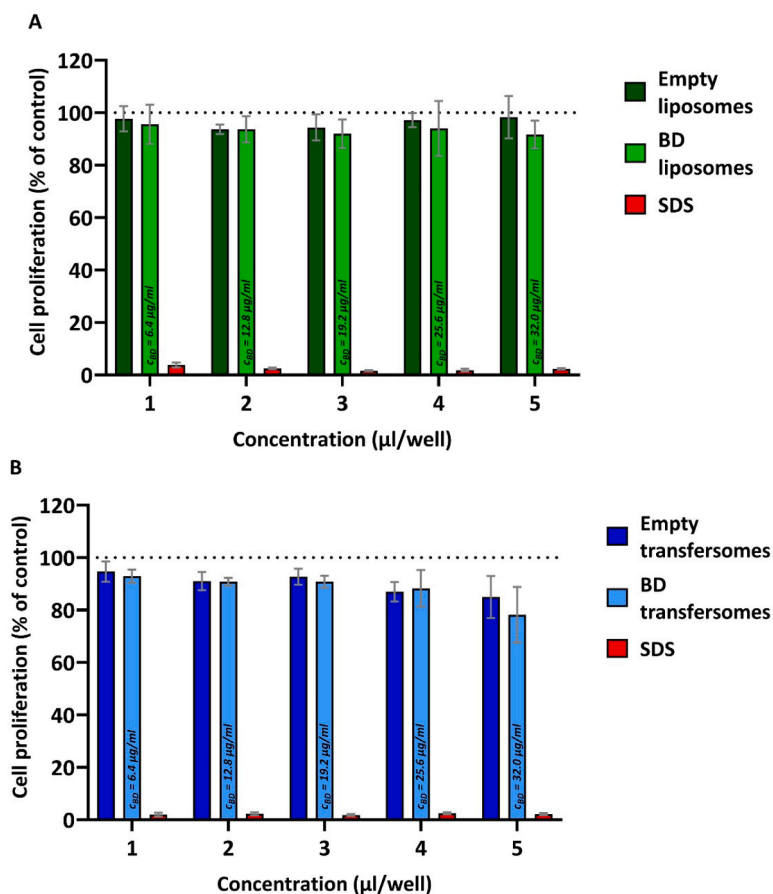 A
Cell proliferation (% of control)
120
100
80
60
40
20
0
c_BD = 6.4 µg/ml
c_BD = 12.8 µg/ml
c_BD = 19.2 µg/ml
c_BD = 25.6 µg/ml
c_BD = 32.0 µg/ml
1 2 3 4 5
Concentration (µl/well)
Empty
liposomes
BD
liposomes
SDS
B
Cell proliferation (% of control)
120
100
80
60
40
20
0
c_BD = 6.4 µg/ml
c_BD = 12.8 µg/ml
c_BD = 19.2 µg/ml
c_BD = 25.6 µg/ml
c_BD = 32.0 µg/ml
1 2 3 4 5
Concentration (µl/well)
Empty
transfersomes
BD
transfersomes
SDS